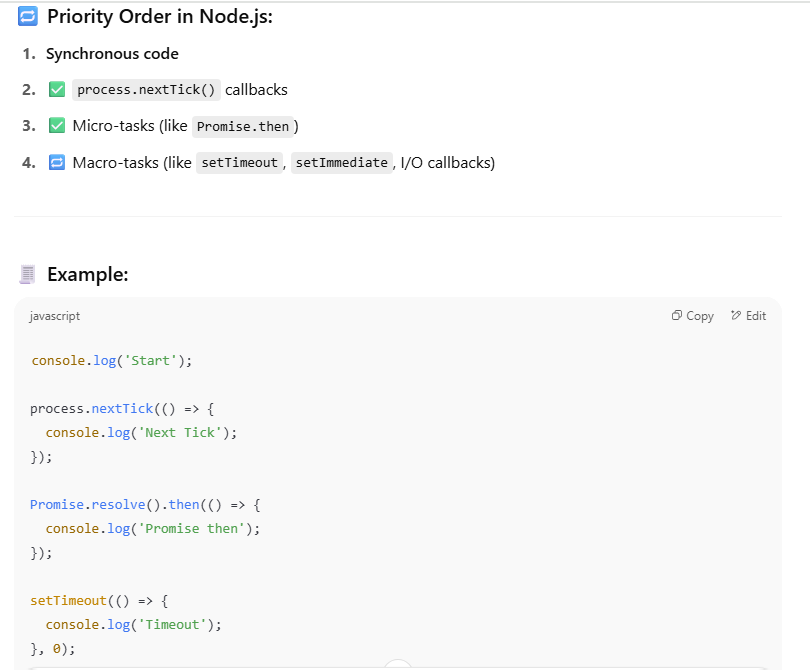 Priority Order in Node.js:
1. Synchronous code
2. process.nextTick() callbacks
3. Micro-tasks (like Promise.then)
4. Macro-tasks (like setTimeout, setImmediate, I/O callbacks)
Example:
javascript Copy Edit
console.log('Start');
process.nextTick(() => {
  console.log('Next Tick');
});
Promise.resolve().then(() => {
  console.log('Promise then');
});
setTimeout(() => {
  console.log('Timeout');
}, 0);